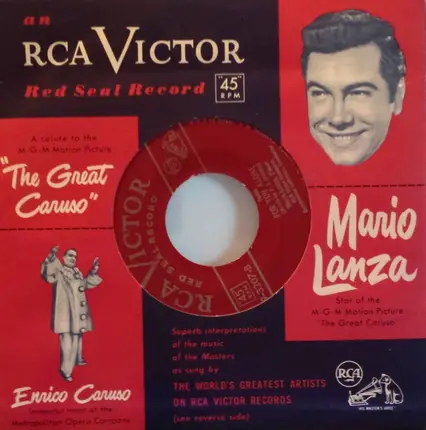 an
RCA VICTOR
Red Seal Record
"45"
RPM
A salute to the
M-G-M Motion Picture
"The Great
Caruso"
Mario
Lanza
Star of the
M-G-M Motion Picture
"The Great Caruso"
RCA VICTOR
RED SEAL RECORD
Enrico Caruso
immortal tenor of the
Metropolitan Opera Company
Superb interpretations
of the music
of the Masters
as sung by
THE WORLD'S GREATEST ARTISTS
ON RCA VICTOR RECORDS
(see reverse side)
RCA
"HIS MASTER'S VOICE"